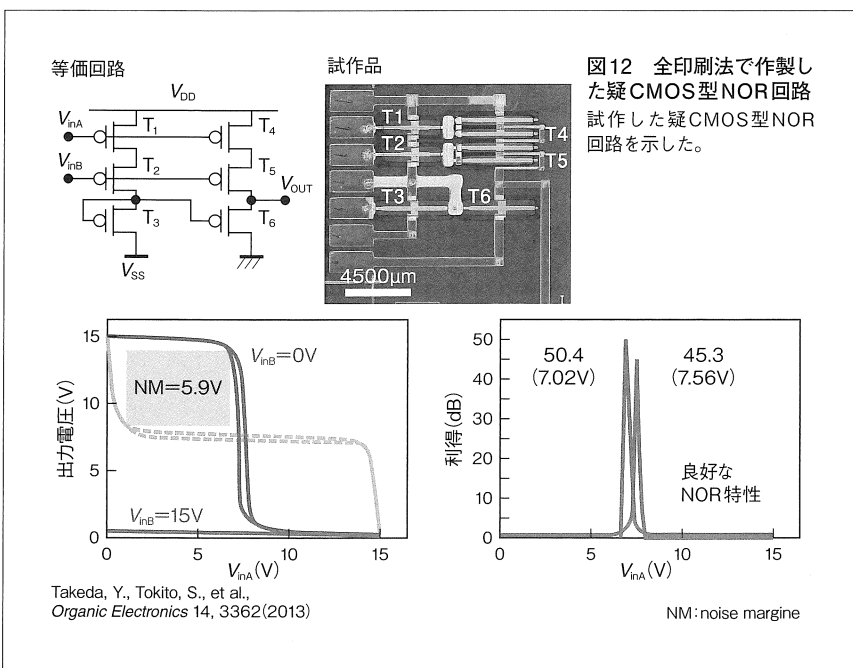 等価回路
V_DD
V_inA
T_1
T_4
V_inB
T_2
T_5
V_OUT
T_3
T_6
V_SS
試作品
T1
T2
T4
T5
T3
T6
4500μm
図12 全印刷法で作製し
た疑CMOS型NOR回路
試作した疑CMOS型NOR
回路を示した。
出力電圧(V)
15
10
5
0
V_inB=0V
NM=5.9V
V_inB=15V
0
5
10
15
V_inA(V)
利得(dB)
50
40
30
20
10
0
50.4
(7.02V)
45.3
(7.56V)
良好な
NOR特性
0
5
10
15
V_inA(V)
Takeda, Y., Tokito, S., et al.,
Organic Electronics 14, 3362(2013)
NM:noise margine